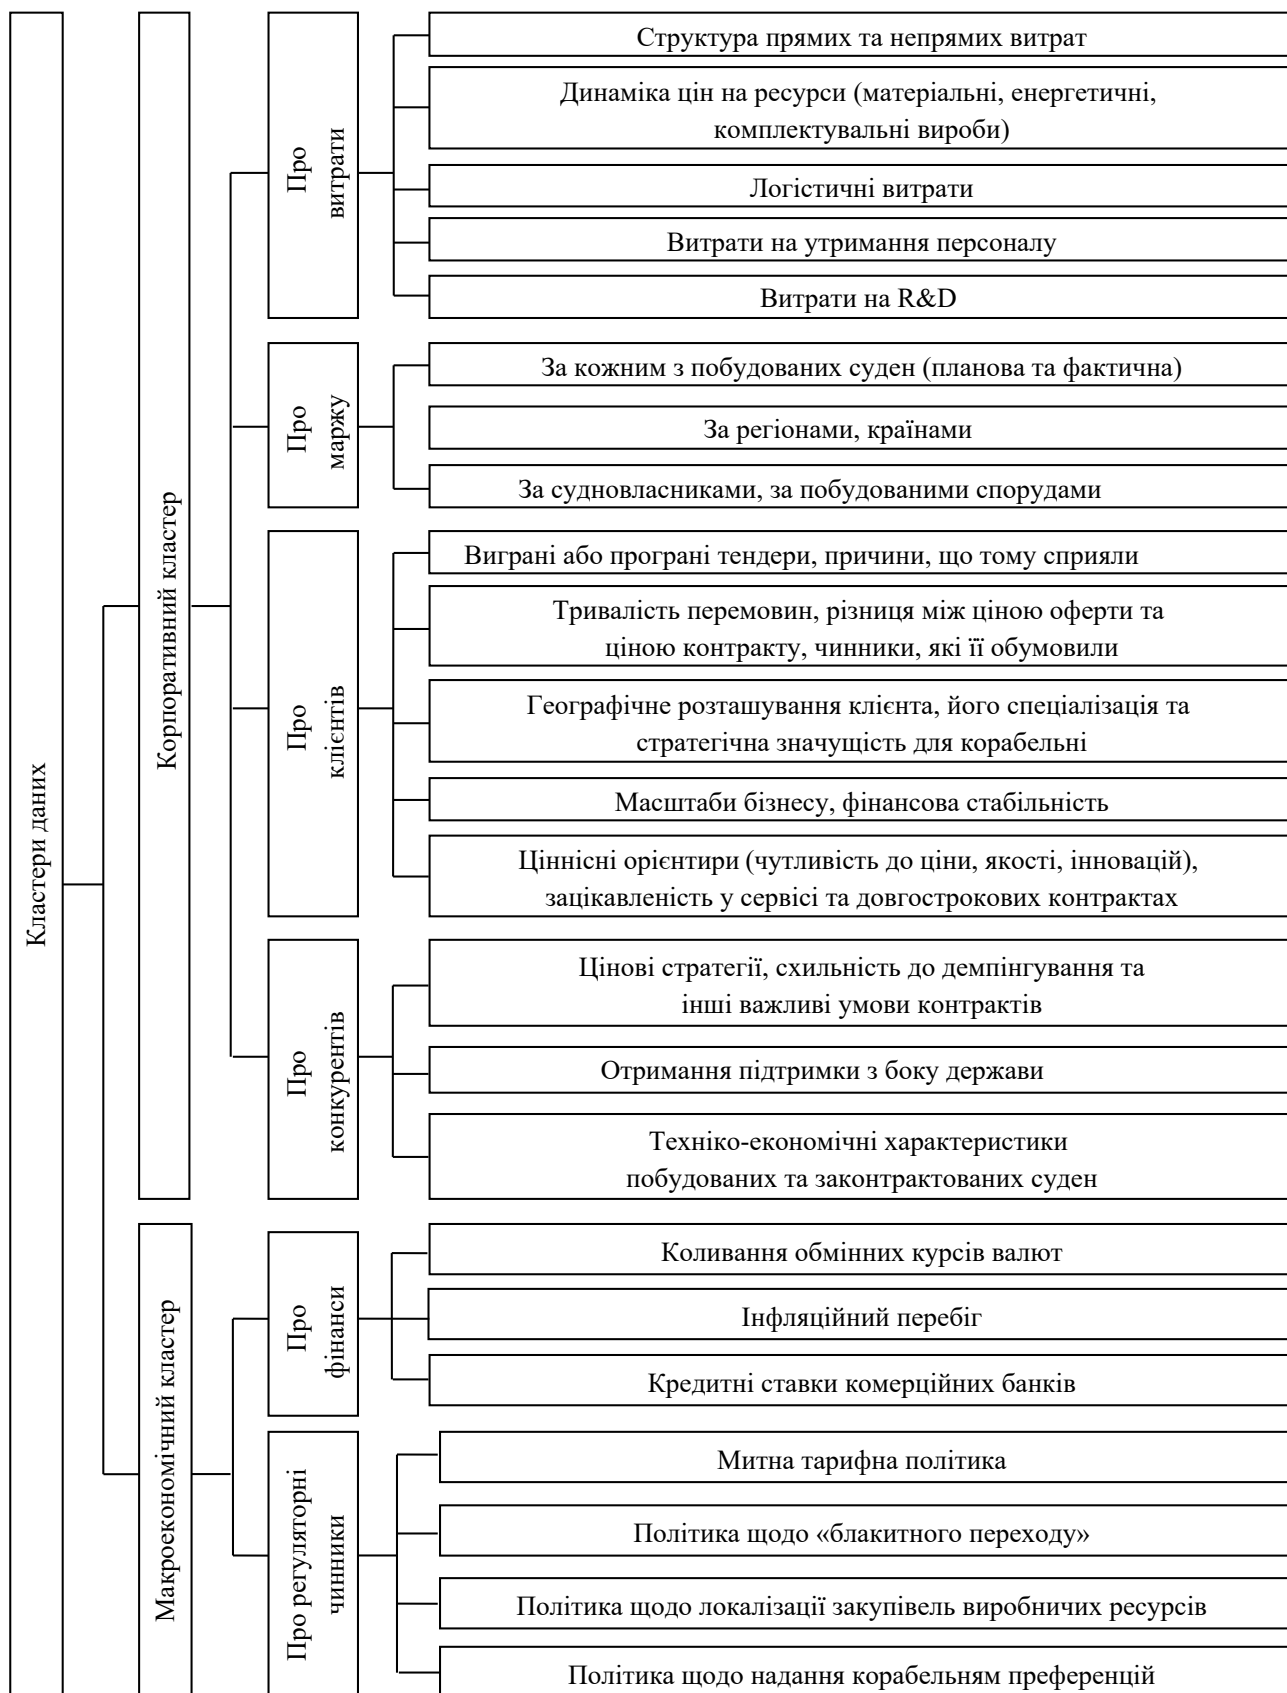 Кластери даних
Корпоративний кластер
Про
витрати
Структура прямих та непрямих витрат
Динаміка цін на ресурси (матеріальні, енергетичні,
комплектувальні вироби)
Логістичні витрати
Витрати на утримання персоналу
Витрати на R&D
Про
маржу
За кожним з побудованих суден (планова та фактична)
За регіонами, країнами
За судновласниками, за побудованими спорудами
Про
клієнтів
Виграні або програні тендери, причини, що тому сприяли
Тривалість перемовин, різниця між ціною оферти та
ціною контракту, чинники, які її обумовили
Географічне розташування клієнта, його спеціалізація та
стратегічна значущість для корабельні
Масштаби бізнесу, фінансова стабільність
Ціннісні орієнтири (чутливість до ціни, якості, інновацій),
зацікавленість у сервісі та довгострокових контрактах
Про
конкурентів
Цінові стратегії, схильність до демпінгування та
інші важливі умови контрактів
Отримання підтримки з боку держави
Техніко-економічні характеристики
побудованих та законтрактованих суден
Макроекономічний кластер
Про
фінанси
Коливання обмінних курсів валют
Інфляційний перебіг
Кредитні ставки комерційних банків
Про регуляторні
чинники
Митна тарифна політика
Політика щодо «блакитного переходу»
Політика щодо локалізації закупівель виробничих ресурсів
Політика щодо надання корабельням преференцій